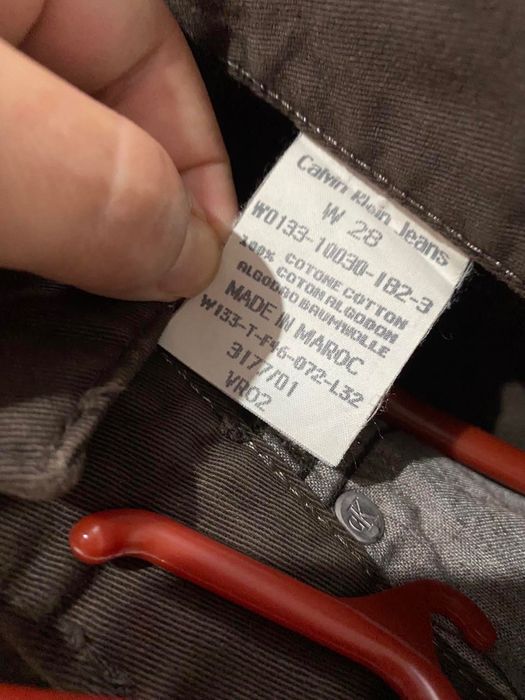 Calvin Klein Jeans
W 28
W0133-10030-182-3
100% COTONE COTTON
COTON ALGODON
ALGODAO BAUMWOLLE
MADE IN MAROC
W133-T-F46-072-L32
3177/01
VR02
CK